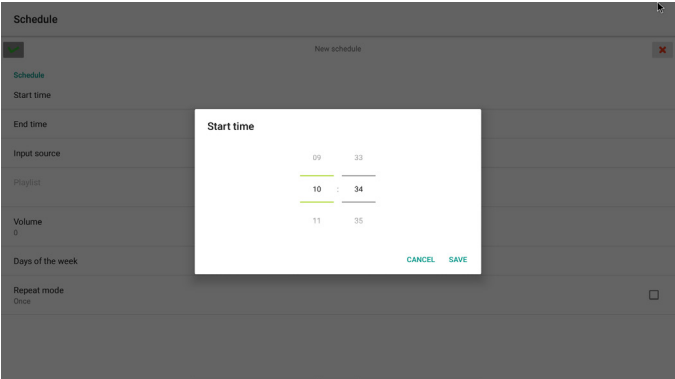 Schedule
New schedule
Schedule
Start time
End time
Input source
Playlist
Volume
0
Days of the week
Repeat mode
Once
Start time
09 33
10 : 34
11 35
CANCEL SAVE